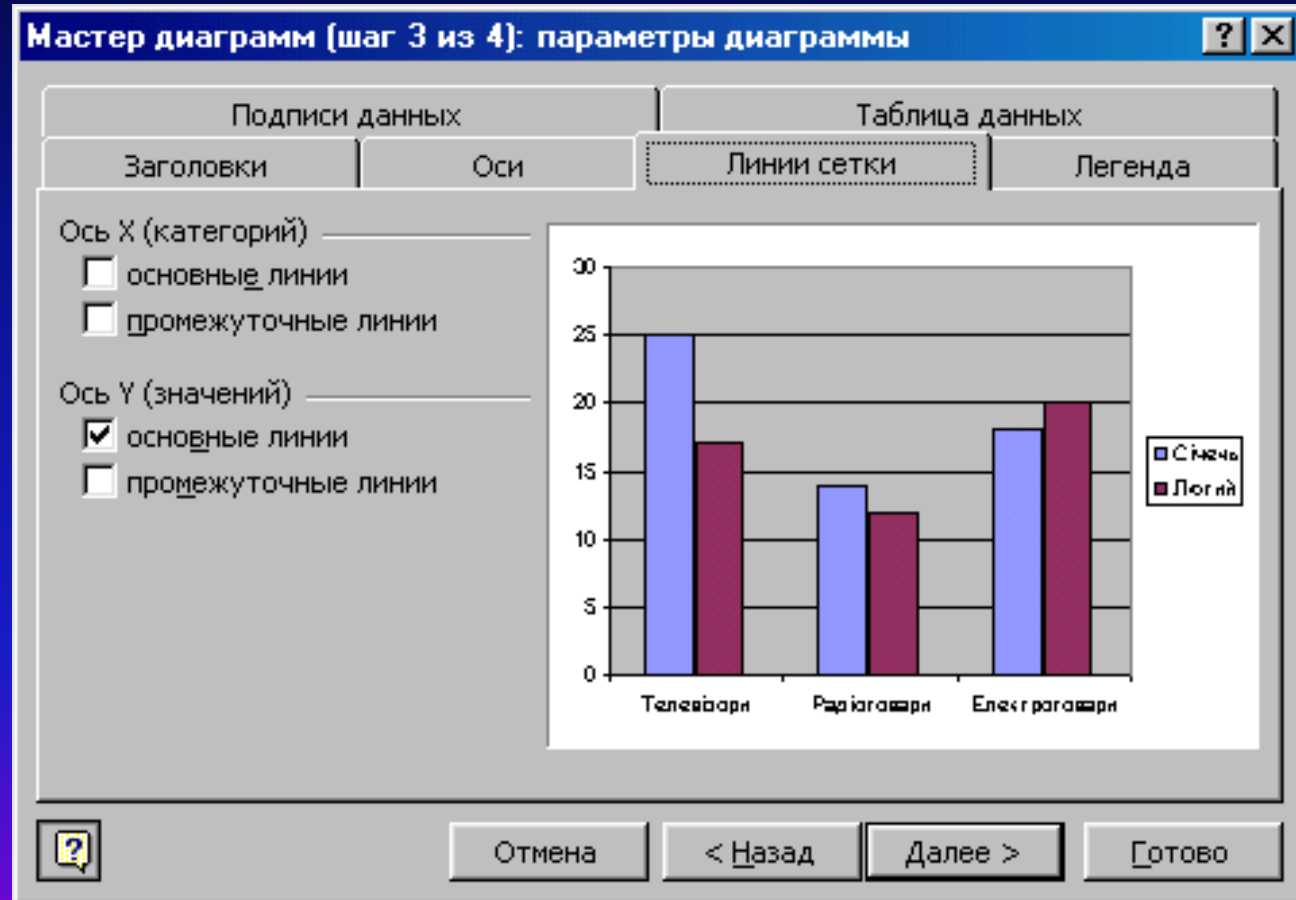 Мастер диаграмм (шаг 3 из 4): параметры диаграммы
Подписи данных
Таблица данных
Заголовки
Оси
Линии сетки
Легенда
Ось X (категорий)
основные линии
промежуточные линии
Ось Y (значений)
основные линии
промежуточные линии
30
25
20
15
10
5
0
Телевізори
Радіотовари
Електротовари
Січень
Лютий
Отмена
< Назад
Далее >
Готово